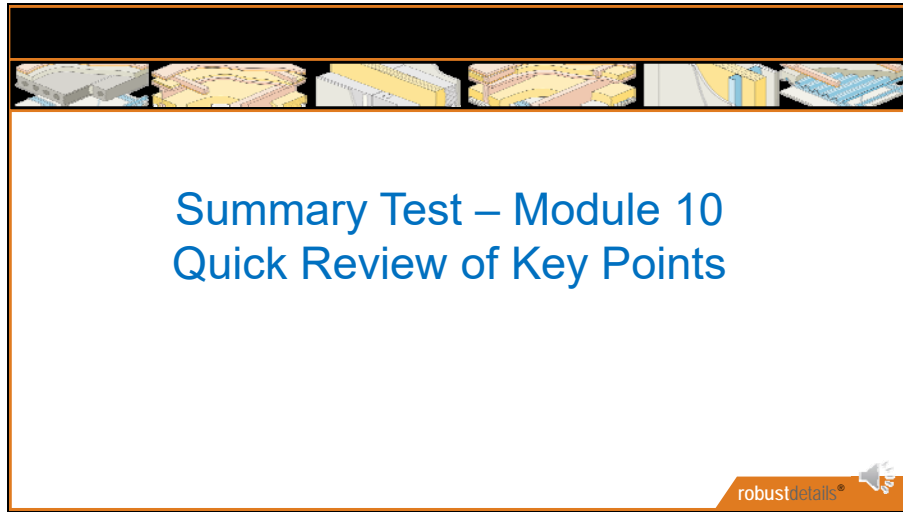 Summary Test – Module 10
Quick Review of Key Points
robustdetails®